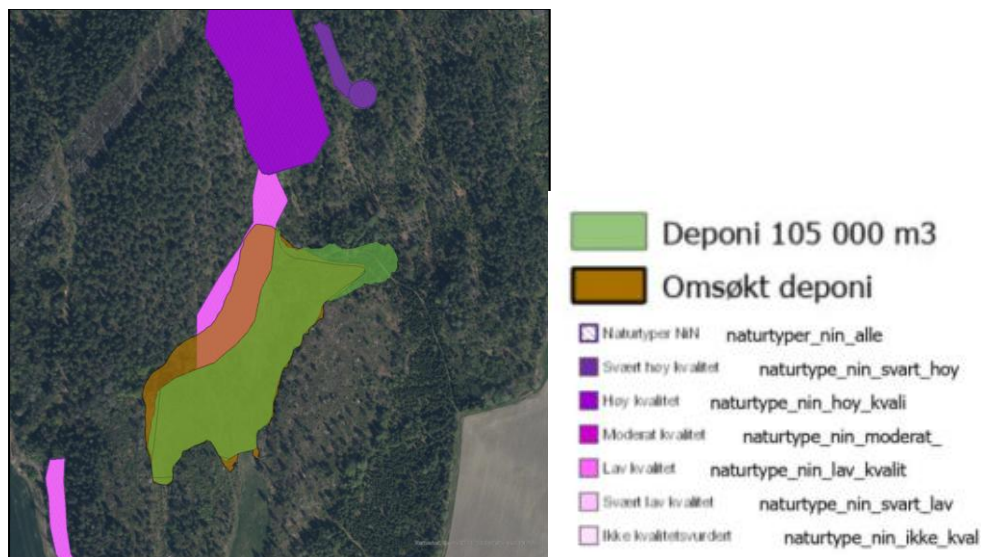 Deponi 105 000 m3
Omsøkt deponi
Naturtyper NiN naturtyper_nin_alle
Svært høy kvalitet naturtype_nin_svart_hoy
Høy kvalitet naturtype_nin_hoy_kvali
Moderat kvalitet naturtype_nin_moderat_
Lav kvalitet naturtype_nin_lav_kvalit
Svært lav kvalitet naturtype_nin_svart_lav
Ikke kvalitetsvurdert naturtype_nin_ikke_kval